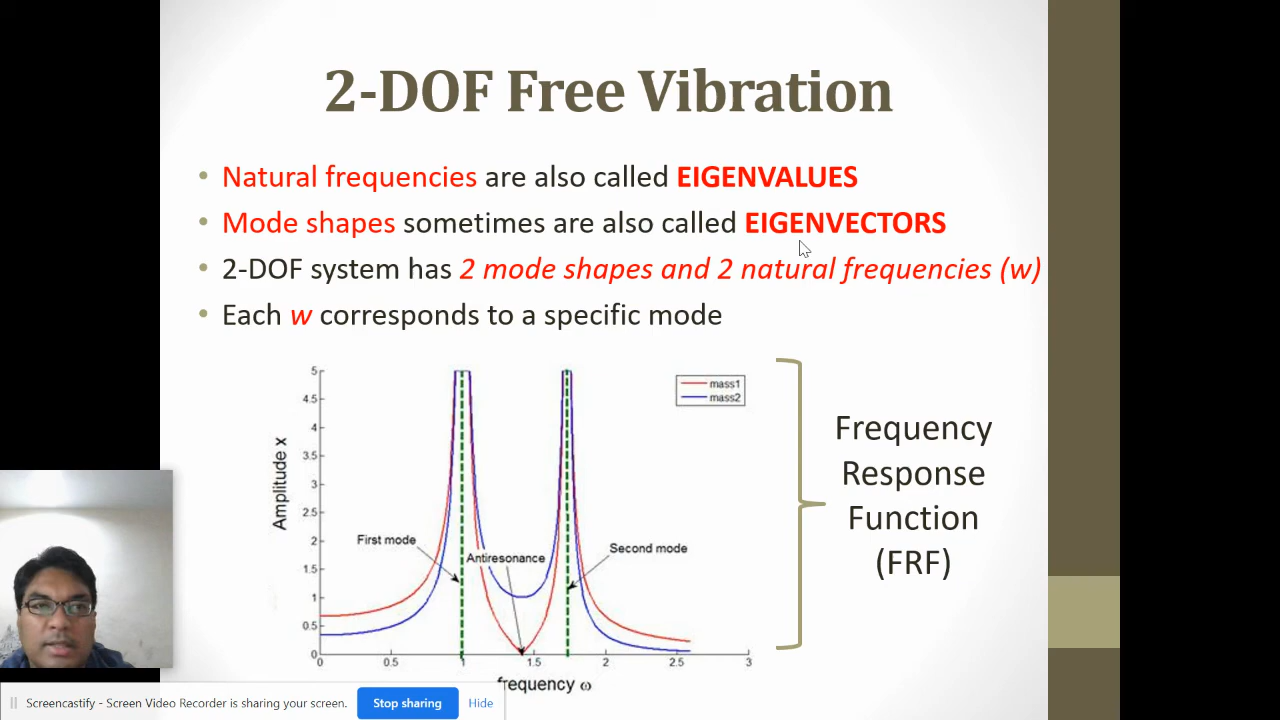 2-DOF Free Vibration
• Natural frequencies are also called EIGENVALUES
• Mode shapes sometimes are also called EIGENVECTORS
• 2-DOF system has 2 mode shapes and 2 natural frequencies (w)
• Each w corresponds to a specific mode
5
4.5
4
3.5
3
2.5
2
1.5
1
0.5
0
Amplitude x
mass1
mass2
First mode
Antiresonance
Second mode
0 0.5 1 1.5 2 2.5 3
frequency ω
Frequency
Response
Function
(FRF)
Screencastify - Screen Video Recorder is sharing your screen.
Stop sharing
Hide